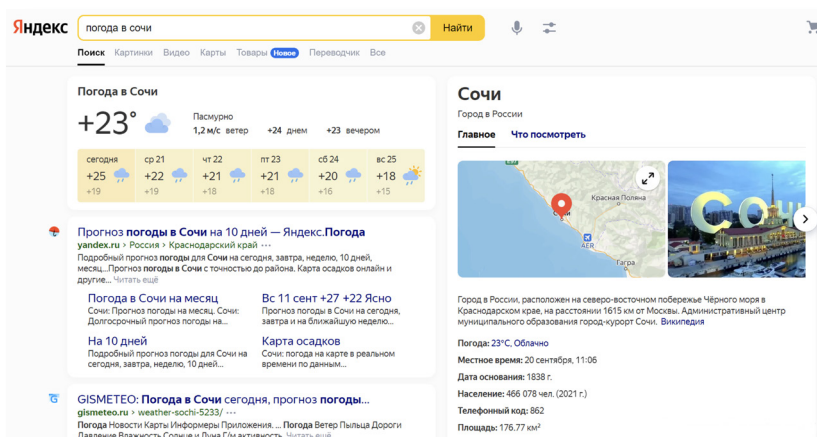 Яндекс
погода в сочи
Найти
Поиск Картинки Видео Карты Товары Новое Переводчик Все
Погода в Сочи
+23°
Пасмурно
1,2 м/с ветер +24 днем +23 вечером
сегодня ср 21 чт 22 пт 23 сб 24 вс 25
+25 +22 +21 +21 +20 +18
+19 +19 +18 +18 +16 +15
Прогноз погоды в Сочи на 10 дней — Яндекс.Погода
yandex.ru › Россия › Краснодарский край ···
Подробный прогноз погоды для Сочи на сегодня, завтра, неделю, 10 дней,
месяц...Прогноз погоды в Сочи с точностью до района. Карта осадков онлайн и
другие... Читать ещё
Погода в Сочи на месяц
Сочи: Прогноз погоды на месяц. Сочи:
Долгосрочный прогноз погоды на...
Вс 11 сент +27 +22 Ясно
Прогноз погоды в Сочи на сегодня,
завтра и на ближайшую неделю...
На 10 дней
Подробный прогноз погоды для Сочи на
сегодня, завтра, неделю, 10 дней...
Карта осадков
Сочи: погода на карте в реальном
времени по данным...
GISMETEO: Погода в Сочи сегодня, прогноз погоды...
gismeteo.ru › weather-sochi-5233/ ···
Погода Новости Карты Информеры Приложения. ... Погода Ветер Пыльца Дороги
Давление Влажность Солнце и Луна Г/м активность Читать ещё
Сочи
Город в России
Главное Что посмотреть
Красная Поляна
Сочи
AER
Гагра
СОЧИ
Город в России, расположен на северо-восточном побережье Чёрного моря в
Краснодарском крае, на расстоянии 1615 км от Москвы. Административный центр
муниципального образования город-курорт Сочи. Википедия
Погода: 23°C, Облачно
Местное время: 20 сентября, 11:06
Дата основания: 1838 г.
Население: 466 078 чел. (2021 г.)
Телефонный код: 862
Площадь: 176.77 км²